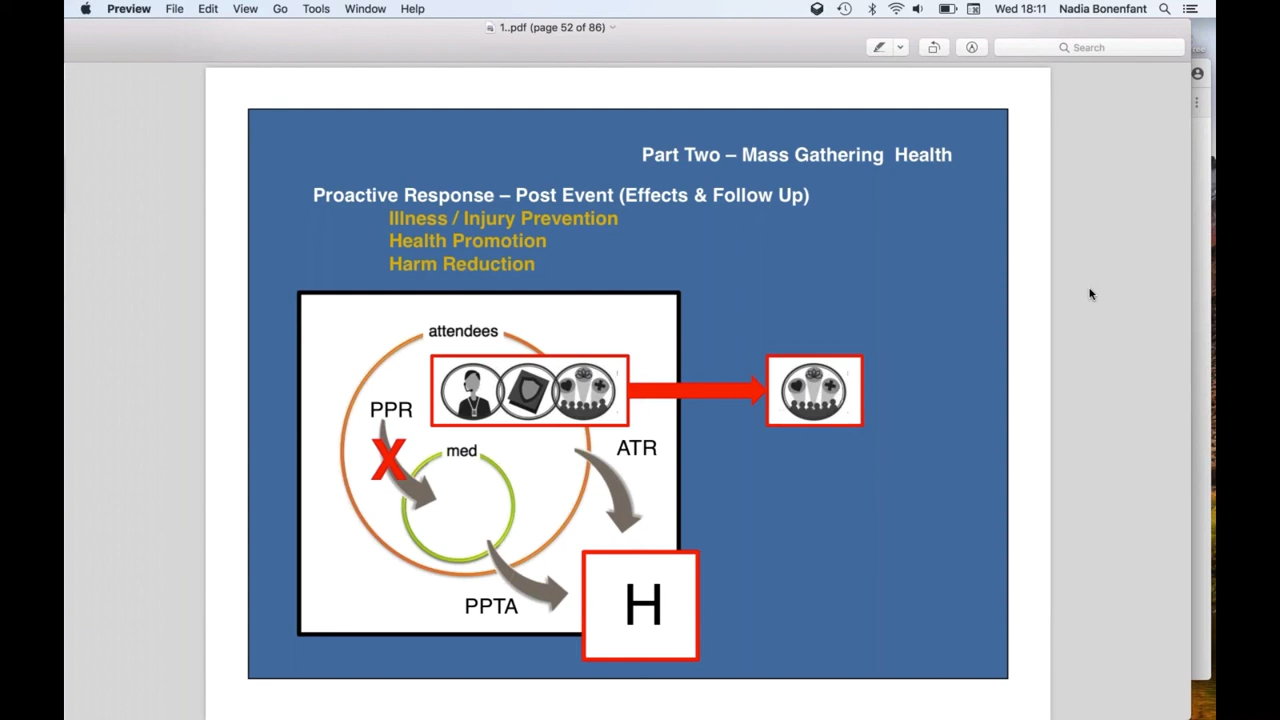 Preview File Edit View Go Tools Window Help Wed 18:11 Nadia Bonenfant
1..pdf (page 52 of 86)
Search
Part Two – Mass Gathering Health
Proactive Response – Post Event (Effects & Follow Up)
Illness / Injury Prevention
Health Promotion
Harm Reduction
attendees
PPR
X
med
ATR
PPTA
H